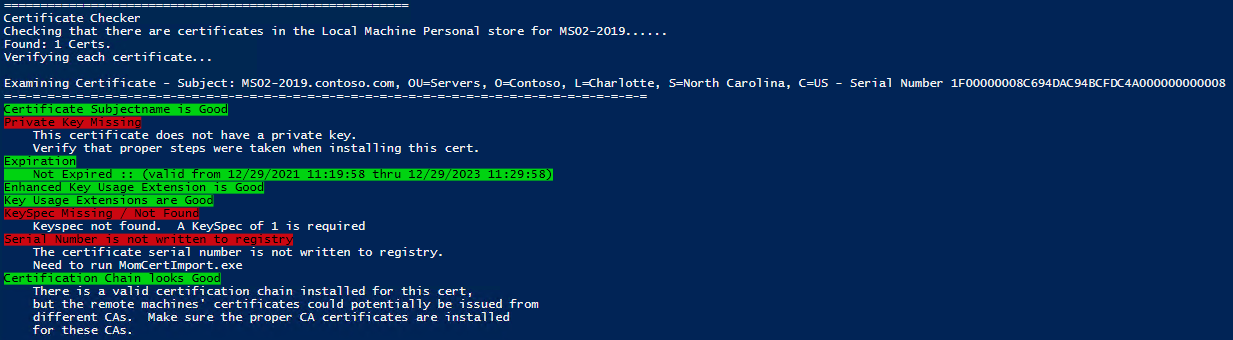 ========================================================
Certificate Checker
Checking that there are certificates in the Local Machine Personal store for MS02-2019......
Found: 1 Certs.
Verifying each certificate...
Examining Certificate - Subject: MS02-2019.contoso.com, OU=Servers, O=Contoso, L=Charlotte, S=North Carolina, C=US - Serial Number 1F00000008C694DAC94BCFDC4A000000000008
=-=-=-=-=-=-=-=-=-=-=-=-=-=-=-=-=-=-=-=-=-=-=-=-=-=-=-=-=-=-=-=-=-=-=-=-=-=-=-=-=-=-=-=-=
Certificate Subjectname is Good
Private Key Missing
    This certificate does not have a private key.
    Verify that proper steps were taken when installing this cert.
Expiration
    Not Expired :: (valid from 12/29/2021 11:19:58 thru 12/29/2023 11:29:58)
Enhanced Key Usage Extension is Good
Key Usage Extensions are Good
KeySpec Missing / Not Found
    Keyspec not found.  A KeySpec of 1 is required
Serial Number is not written to registry
    The certificate serial number is not written to registry.
    Need to run MomCertImport.exe
Certification Chain looks Good
    There is a valid certification chain installed for this cert,
    but the remote machines' certificates could potentially be issued from
    different CAs.  Make sure the proper CA certificates are installed
    for these CAs.